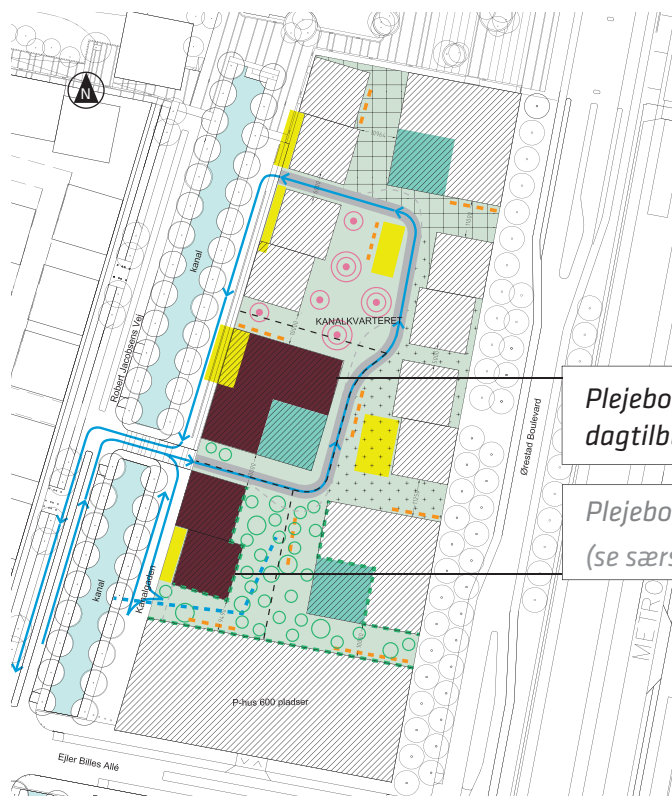 N
kanal
Robert Jacobsens Vej
KANALKVARTERET
Plejebo
dagtilb
Ørestad Boulevard
Plejebo
(se særs
kanal
Kanalgaden
METRO
P-hus 600 pladser
Ejler Billes Allé